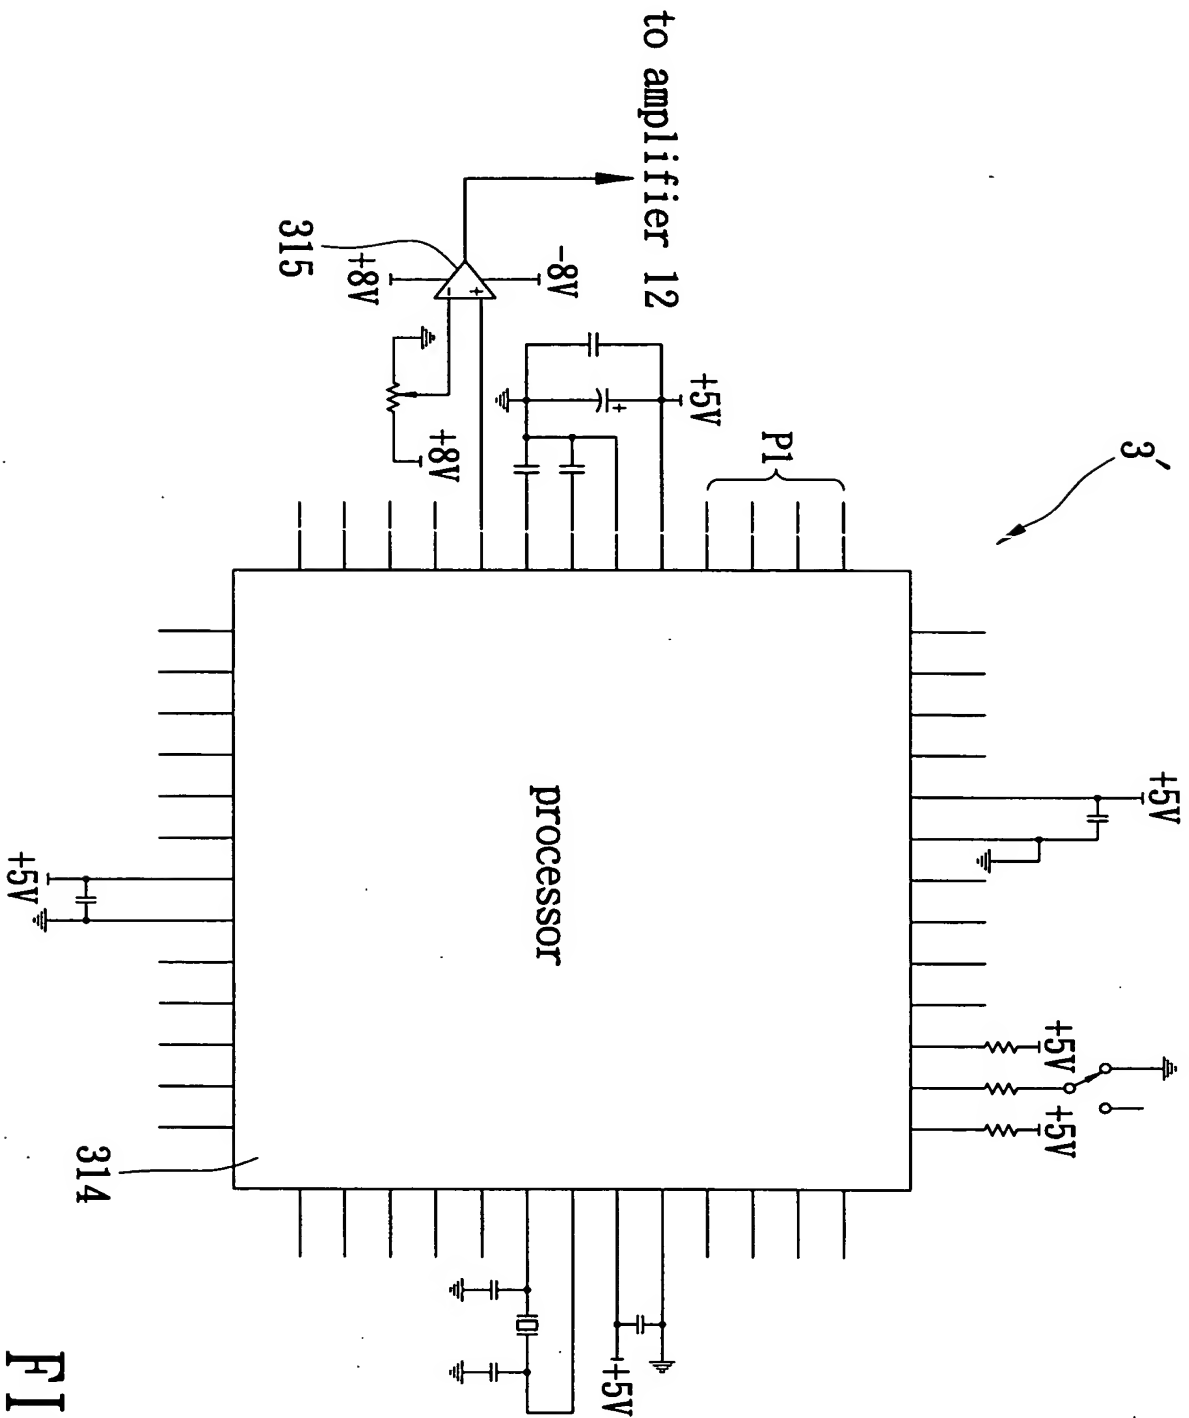 3′
+5V
+5V
+5V
P1
+5V
to amplifier 12
-8V
+
-
+8V
315
+8V
+
processor
+5V
+5V
314
FI